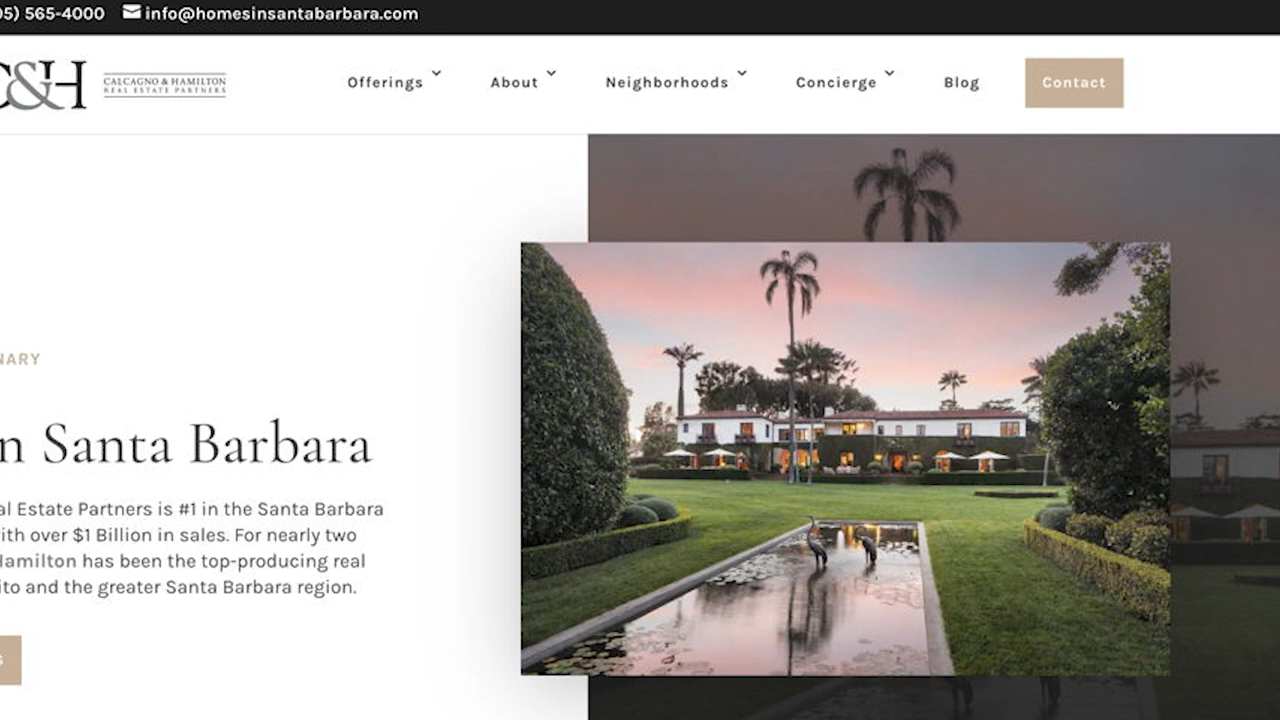 05) 565-4000 info@homesinsantabarbara.com
C&H CALCAGNO & HAMILTON
REAL ESTATE PARTNERS
Offerings About Neighborhoods Concierge Blog Contact
NARY
n Santa Barbara
al Estate Partners is #1 in the Santa Barbara
ith over $1 Billion in sales. For nearly two
Hamilton has been the top-producing real
ito and the greater Santa Barbara region.
S